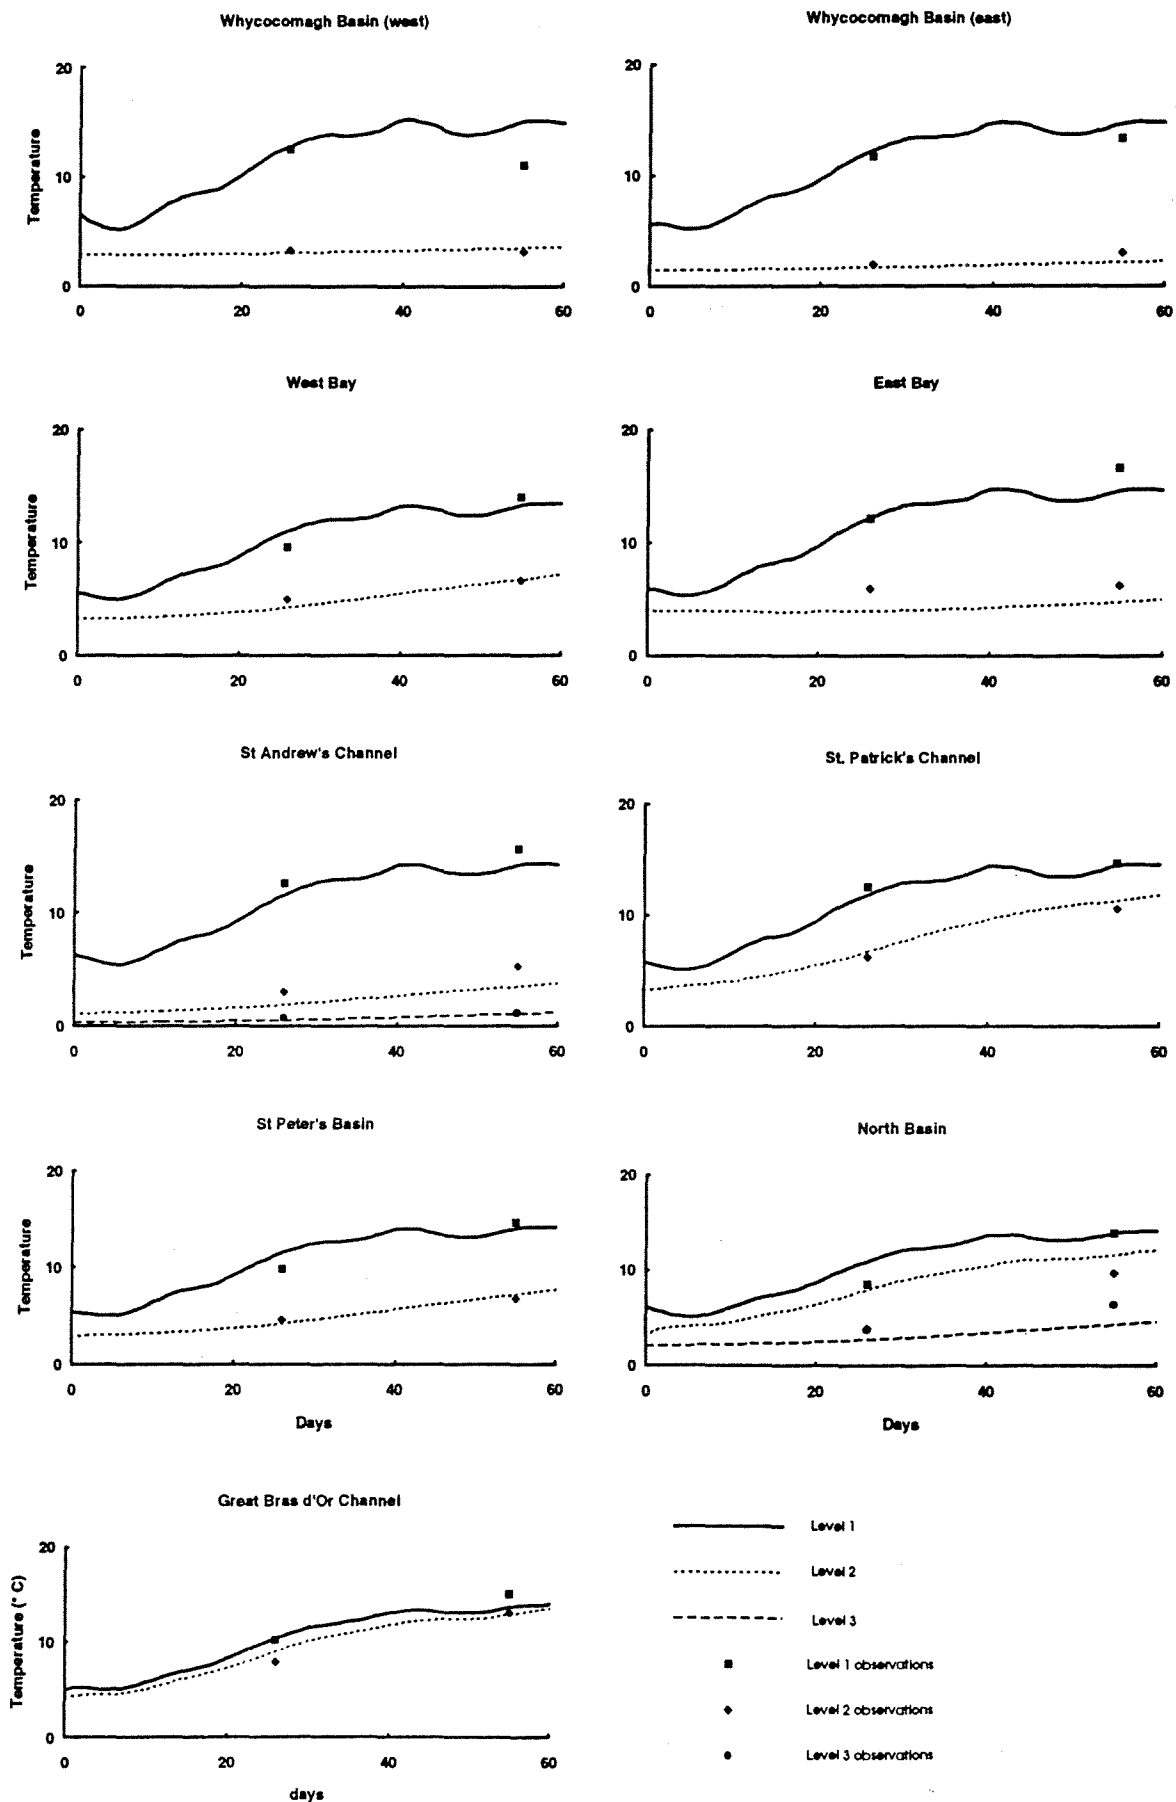 Whycocomagh Basin (west)
Whycocomagh Basin (east)
20
10
0
Temperature
0 20 40 60
20
10
0
0 20 40 60
West Bay
East Bay
20
10
0
Temperature
0 20 40 60
20
10
0
0 20 40 60
St Andrew's Channel
St. Patrick's Channel
20
10
0
Temperature
0 20 40 60
20
10
0
0 20 40 60
St Peter's Basin
North Basin
20
10
0
Temperature
0 20 40 60
Days
20
10
0
0 20 40 60
Days
Great Bras d'Or Channel
20
10
0
Temperature (° C)
0 20 40 60
days
Level 1
Level 2
Level 3
Level 1 observations
Level 2 observations
Level 3 observations